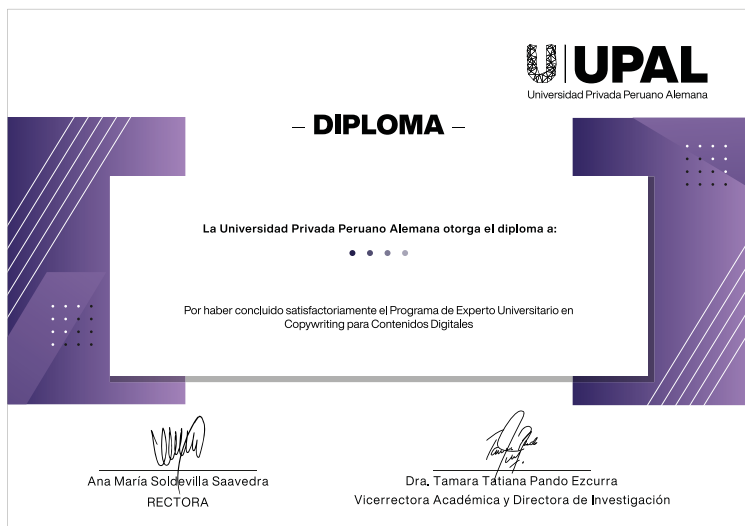 UPAL
Universidad Privada Peruano Alemana
– DIPLOMA –
La Universidad Privada Peruano Alemana otorga el diploma a:
Por haber concluido satisfactoriamente el Programa de Experto Universitario en
Copywriting para Contenidos Digitales
Ana María Soldevilla Saavedra
RECTORA
Dra. Tamara Tatiana Pando Ezcurra
Vicerrectora Académica y Directora de Investigación